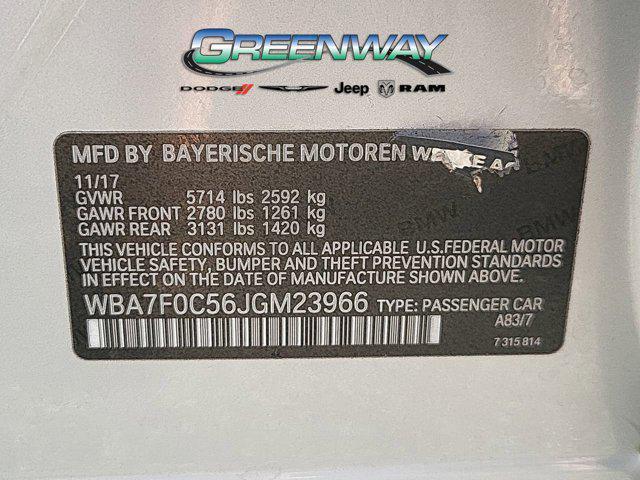 GREENWAY
DODGE Jeep RAM
MFD BY BAYERISCHE MOTOREN WERKE AG
11/17
GVWR 5714 lbs 2592 kg
GAWR FRONT 2780 lbs 1261 kg
GAWR REAR 3131 lbs 1420 kg
THIS VEHICLE CONFORMS TO ALL APPLICABLE U.S. FEDERAL MOTOR
VEHICLE SAFETY, BUMPER AND THEFT PREVENTION STANDARDS
IN EFFECT ON THE DATE OF MANUFACTURE SHOWN ABOVE.
WBA7F0C56JGM23966 TYPE: PASSENGER CAR
A83/7
7 315 814